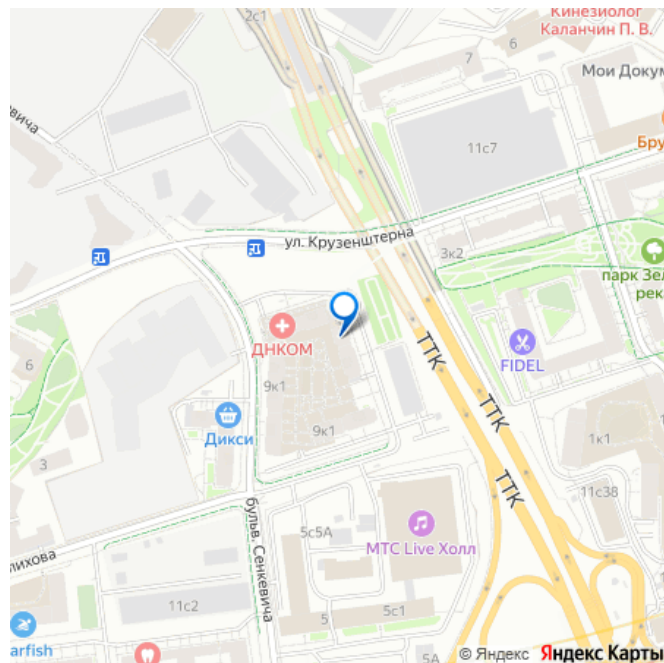 2с1
Кинезиолог
Каланчин П. В.
6
7
Мои Докум
евича
11с7
Бру
ул. Крузенштерна
3к2
парк Зел
река
ДНКОМ
ТТК
FIDEL
6
9к1
ТТК
Дикси
9к1
1к1
3
ТТК
11с38
лихова
бульв. Сенкевича
5с5А
МТС Live Холл
11с2
5с1
5
arfish
5А
© Яндекс Яндекс Карты